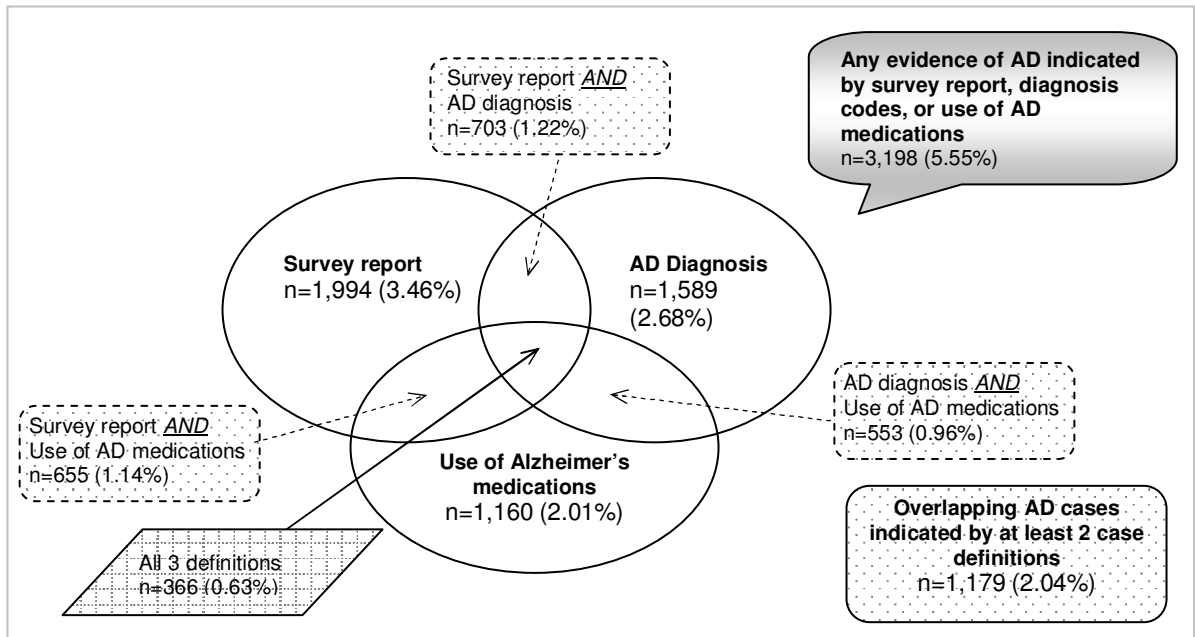 Survey report AND
AD diagnosis
n=703 (1.22%)
Any evidence of AD indicated
by survey report, diagnosis
codes, or use of AD
medications
n=3,198 (5.55%)
Survey report
n=1,994 (3.46%)
AD Diagnosis
n=1,589
(2.68%)
Survey report AND
Use of AD medications
n=655 (1.14%)
AD diagnosis AND
Use of AD medications
n=553 (0.96%)
Use of Alzheimer’s
medications
n=1,160 (2.01%)
All 3 definitions
n=366 (0.63%)
Overlapping AD cases
indicated by at least 2 case
definitions
n=1,179 (2.04%)